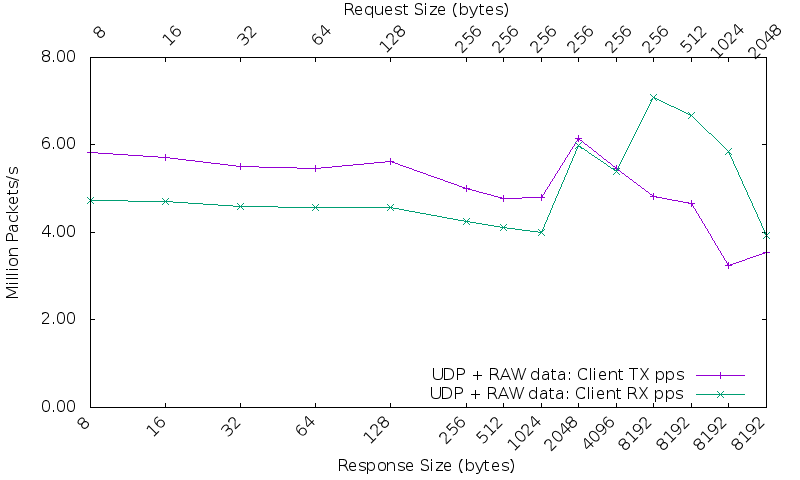 Request Size (bytes)
8 16 32 64 128 256 256 256 256 256 256 512 1024 2048
8.00
6.00
4.00
2.00
0.00
Million Packets/s
UDP + RAW data: Client TX pps
UDP + RAW data: Client RX pps
8 16 32 64 128 256 512 1024 2048 4096 8192 8192 8192 8192
Response Size (bytes)